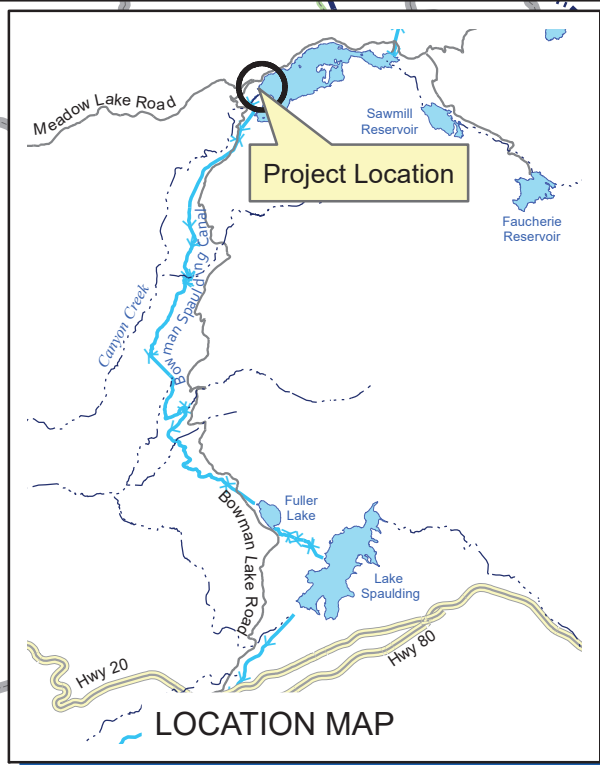 Meadow Lake Road
Sawmill
Reservoir
Project Location
Faucherie
Reservoir
Bowman Spaulding Canal
Canyon Creek
Fuller
Lake
Bowman Lake Road
Lake
Spaulding
Hwy 20
Hwy 80
LOCATION MAP